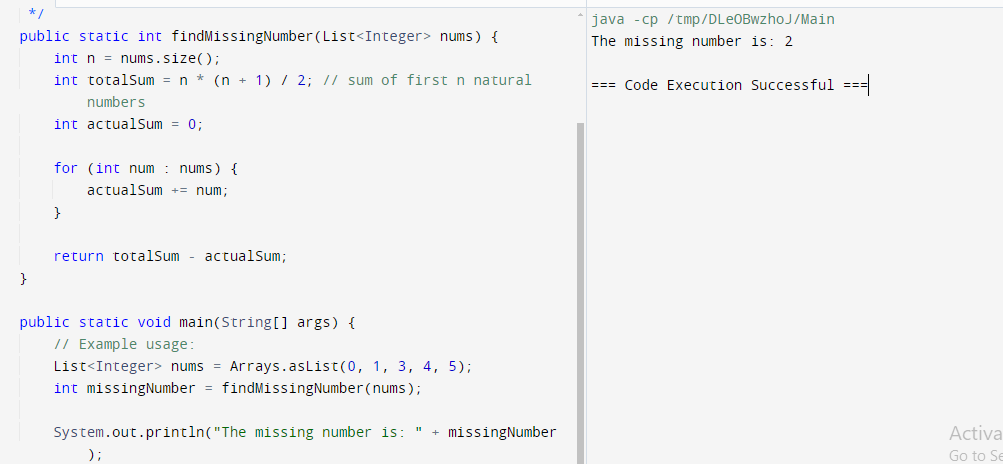 */
public static int findMissingNumber(List<Integer> nums) {
int n = nums.size();
int totalSum = n * (n + 1) / 2; // sum of first n natural
numbers
int actualSum = 0;
for (int num : nums) {
actualSum += num;
}
return totalSum - actualSum;
}
public static void main(String[] args) {
// Example usage:
List<Integer> nums = Arrays.asList(0, 1, 3, 4, 5);
int missingNumber = findMissingNumber(nums);
System.out.println("The missing number is: " + missingNumber
);
java -cp /tmp/DLeOBwzhoJ/Main
The missing number is: 2
=== Code Execution Successful ===
Activa
Go to Se